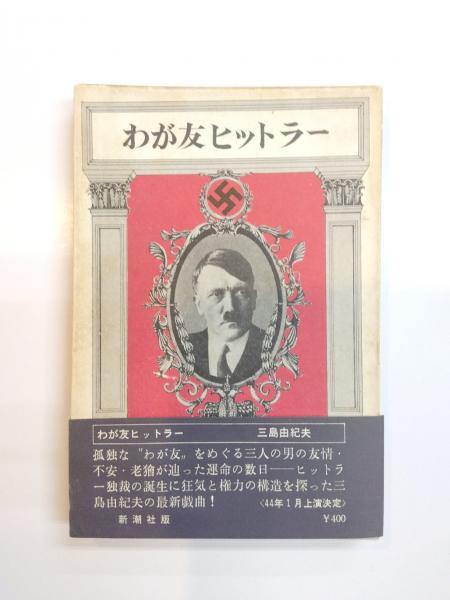 わが友ヒットラー
わが友ヒットラー　三島由紀夫
孤独な〝わが友〟をめぐる三人の男の友情・
不安・老獪が辿った運命の数日――ヒットラ
ー独裁の誕生に狂気と権力の構造を探った三
島由紀夫の最新戯曲！〈44年1月上演決定〉
新潮社版　￥400